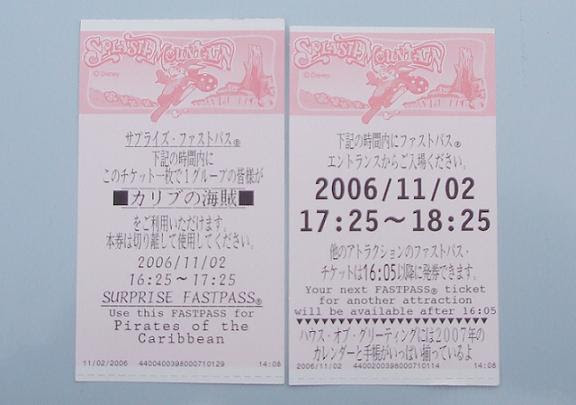 SPLASH MOUNTAIN
© Disney
サプライズ・ファストパス®
下記の時間内に
このチケット一枚で1グループの皆様が
■カリブの海賊■
をご利用いただけます。
本券は切り離して使用してください。
2006/11/02
16:25～17:25
SURPRISE FASTPASS®
Use this FASTPASS for
Pirates of the
Caribbean
11/02/2006 4400400398000710129 14:08
SPLASH MOUNTAIN
© Disney
下記の時間内にファストパス®
エントランスからご入場ください。
2006/11/02
17:25～18:25
他のアトラクションのファストパス・
チケットは16:05以降に発券できます。
Your next FASTPASS® ticket
for another attraction
will be available after 16:05
▼▼▼▼▼▼▼▼▼▼▼▼▼▼▼▼▼▼▼▼▼▼▼▼
ハウス・オブ・グリーティングには2007年の
カレンダーと手帳がいっぱい揃っているよ
2006/11/02 4400400398000710114 14:08